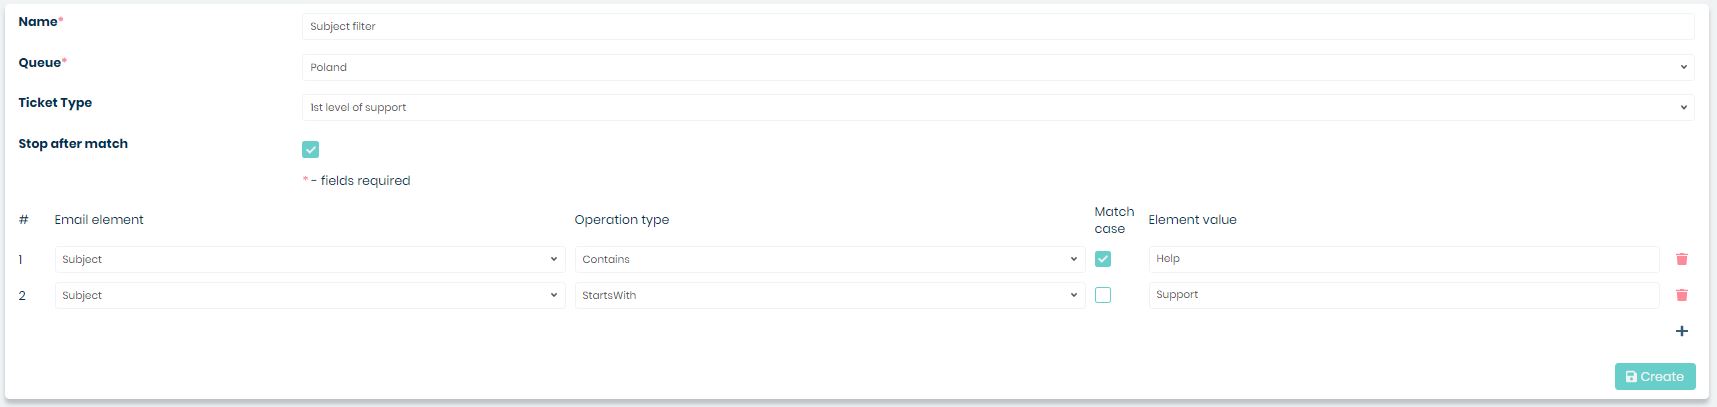 Name*
Subject filter
Queue*
Poland
Ticket Type
1st level of support
Stop after match
* - fields required
# Email element Operation type Match case Element value
1 Subject Contains Help
2 Subject StartsWith Support
+
Create